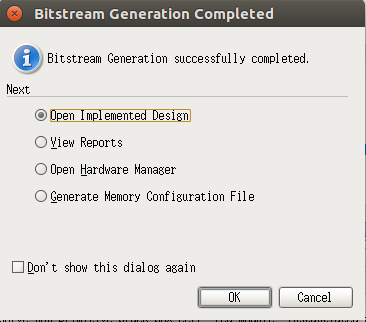 Bitstream Generation Completed
Bitstream Generation successfully completed.
Next
Open Implemented Design
View Reports
Open Hardware Manager
Generate Memory Configuration File
Don't show this dialog again
OK
Cancel